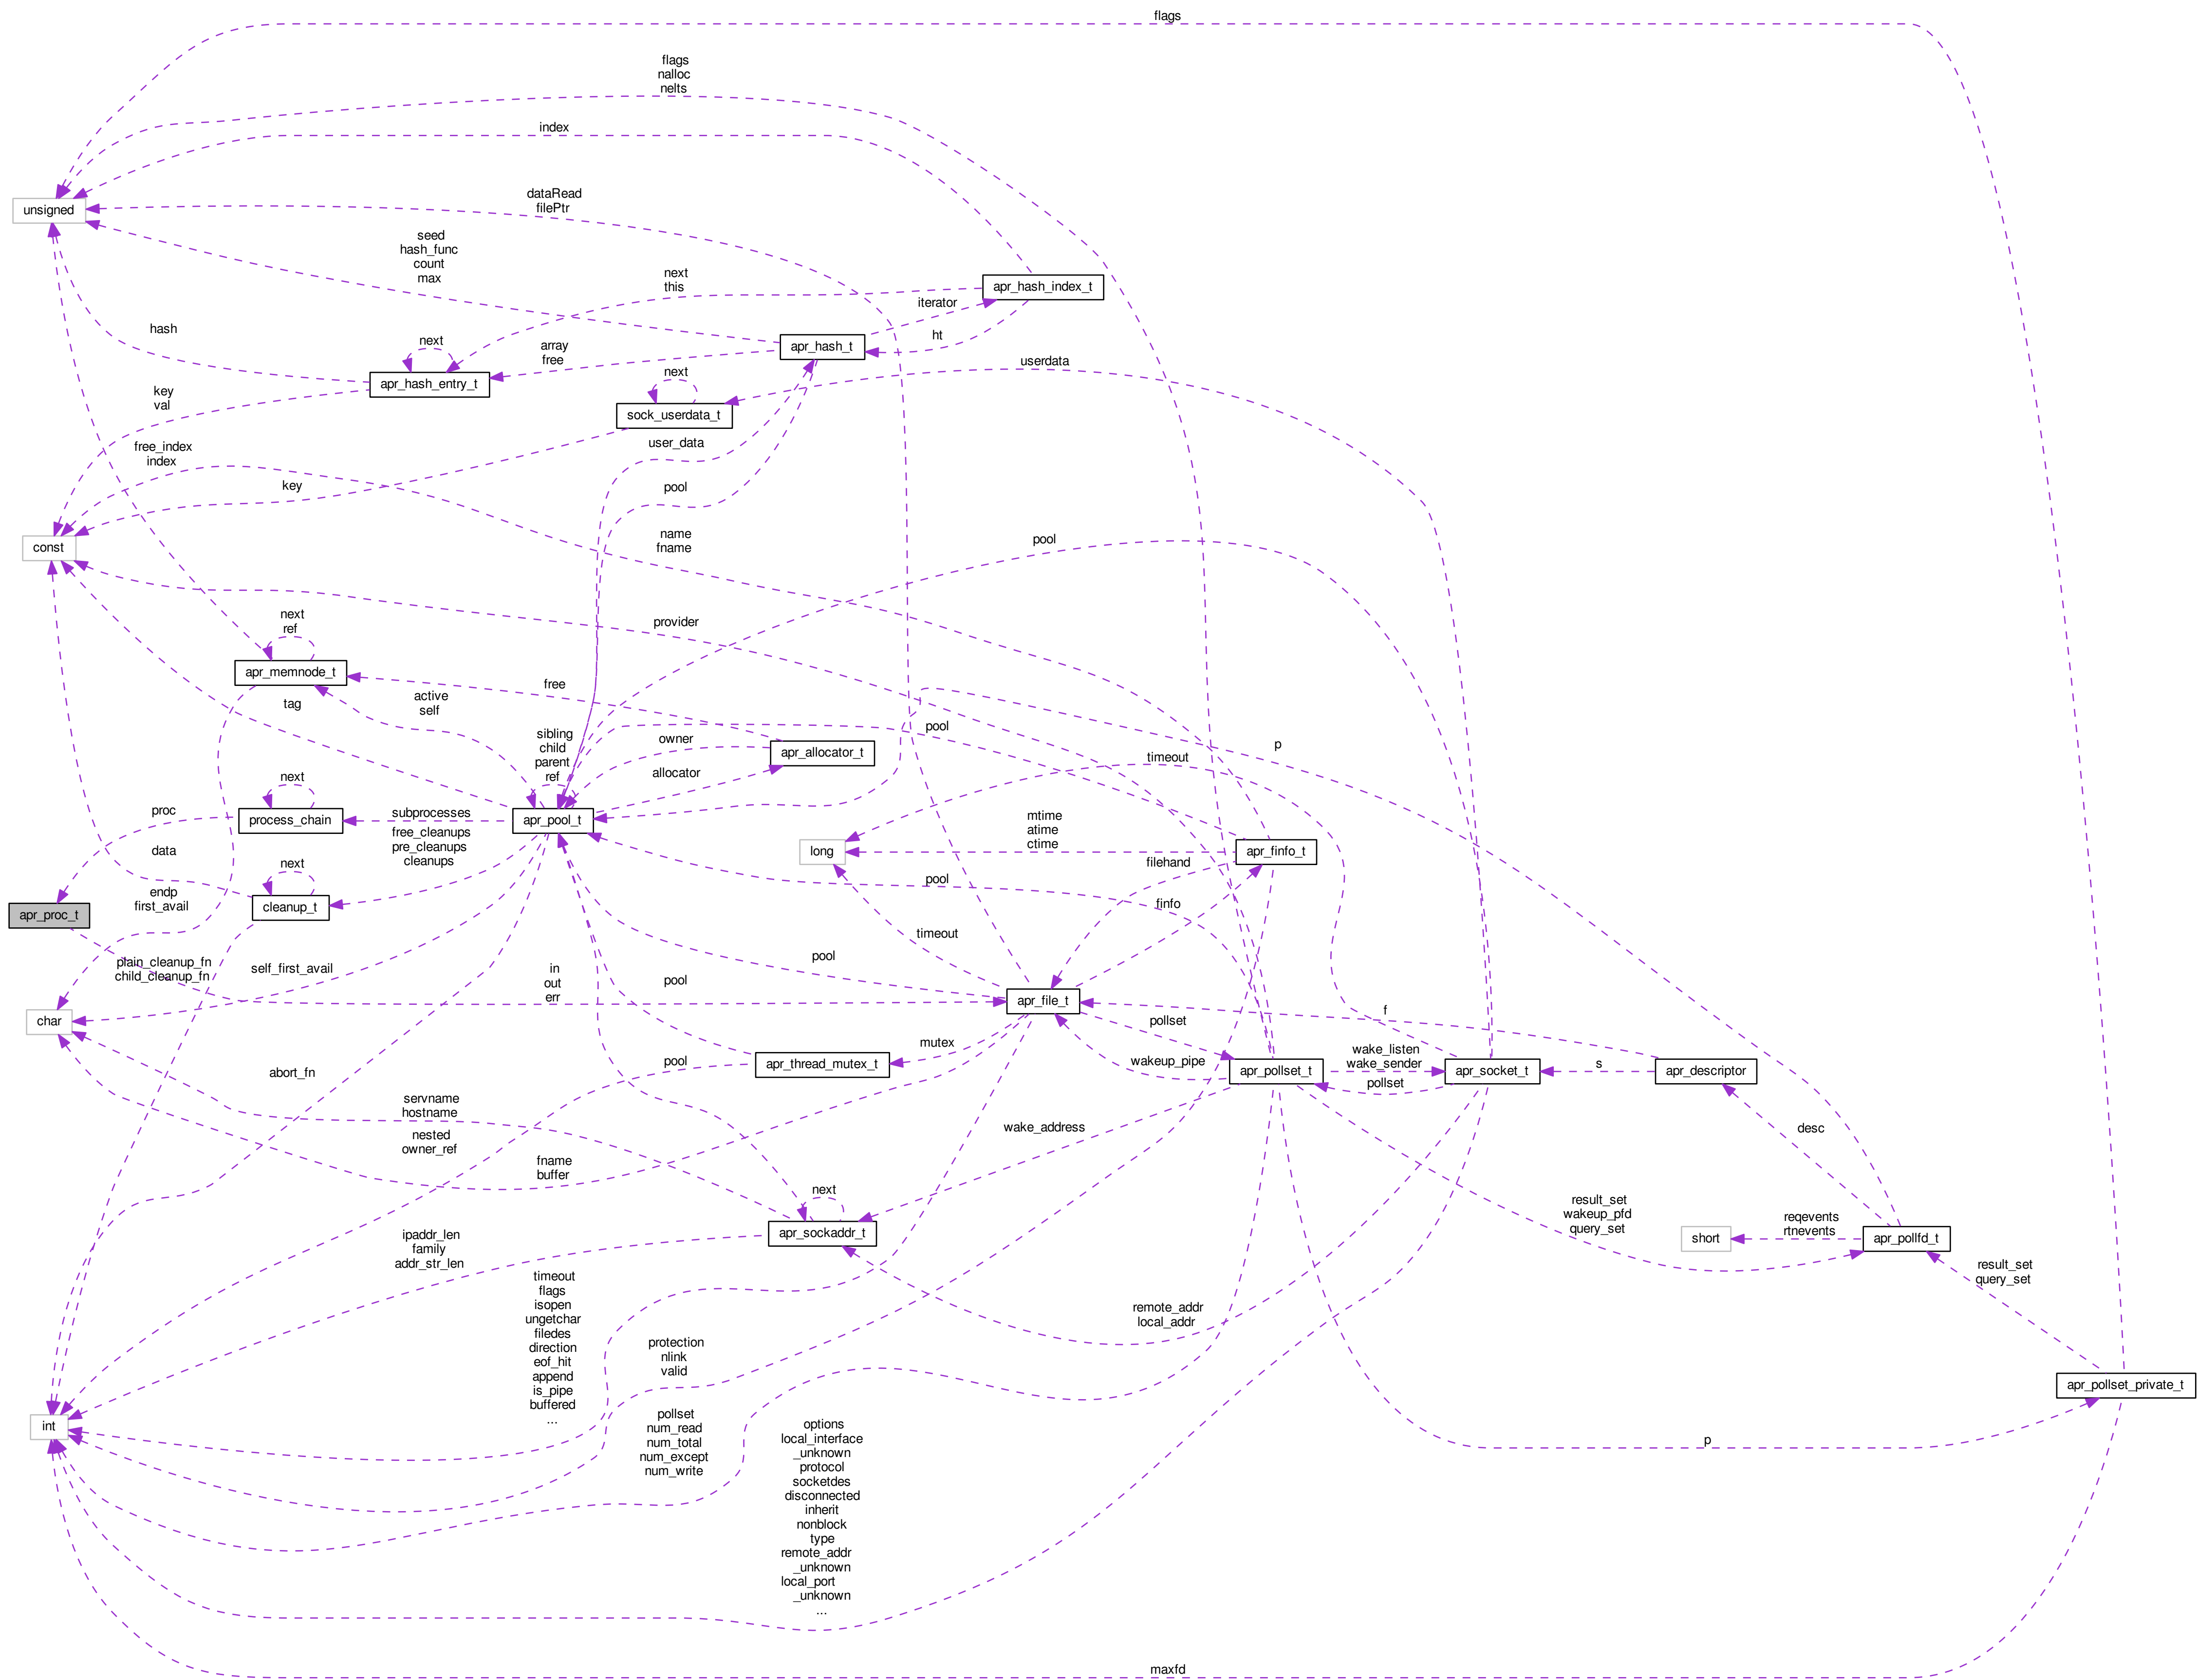 flags
flags
nalloc
nelts
index
unsigned
dataRead
filePtr
seed
hash_func
count
max
next
this
apr_hash_index_t
iterator
hash
next
array
free
apr_hash_t
ht
apr_hash_entry_t
userdata
next
key
val
sock_userdata_t
free_index
index
user_data
key
pool
const
name
fname
pool
next
ref
provider
apr_memnode_t
tag
active
self
free
sibling
child
parent
ref
owner
pool
p
apr_allocator_t
timeout
allocator
next
proc
process_chain
subprocesses
apr_pool_t
mtime
atime
ctime
free_cleanups
pre_cleanups
cleanups
long
apr_finfo_t
data
next
filehand
pool
endp
first_avail
cleanup_t
finfo
apr_proc_t
timeout
plain_cleanup_fn
child_cleanup_fn
self_first_avail
in
out
err
pool
pool
apr_file_t
f
char
pollset
mutex
abort_fn
pool
apr_thread_mutex_t
wakeup_pipe
apr_pollset_t
wake_listen
wake_sender
pollset
apr_socket_t
s
apr_descriptor
servname
hostname
nested
owner_ref
wake_address
desc
fname
buffer
next
apr_sockaddr_t
result_set
wakeup_pfd
query_set
short
reqevents
rtnevents
apr_pollfd_t
ipaddr_len
family
addr_str_len
result_set
query_set
timeout
flags
isopen
ungetchar
filedes
direction
eof_hit
append
is_pipe
buffered
...
remote_addr
local_addr
protection
nlink
valid
apr_pollset_private_t
int
pollset
num_read
num_total
num_except
num_write
options
local_interface
_unknown
protocol
socketdes
disconnected
inherit
nonblock
type
remote_addr
_unknown
local_port
_unknown
...
p
maxfd